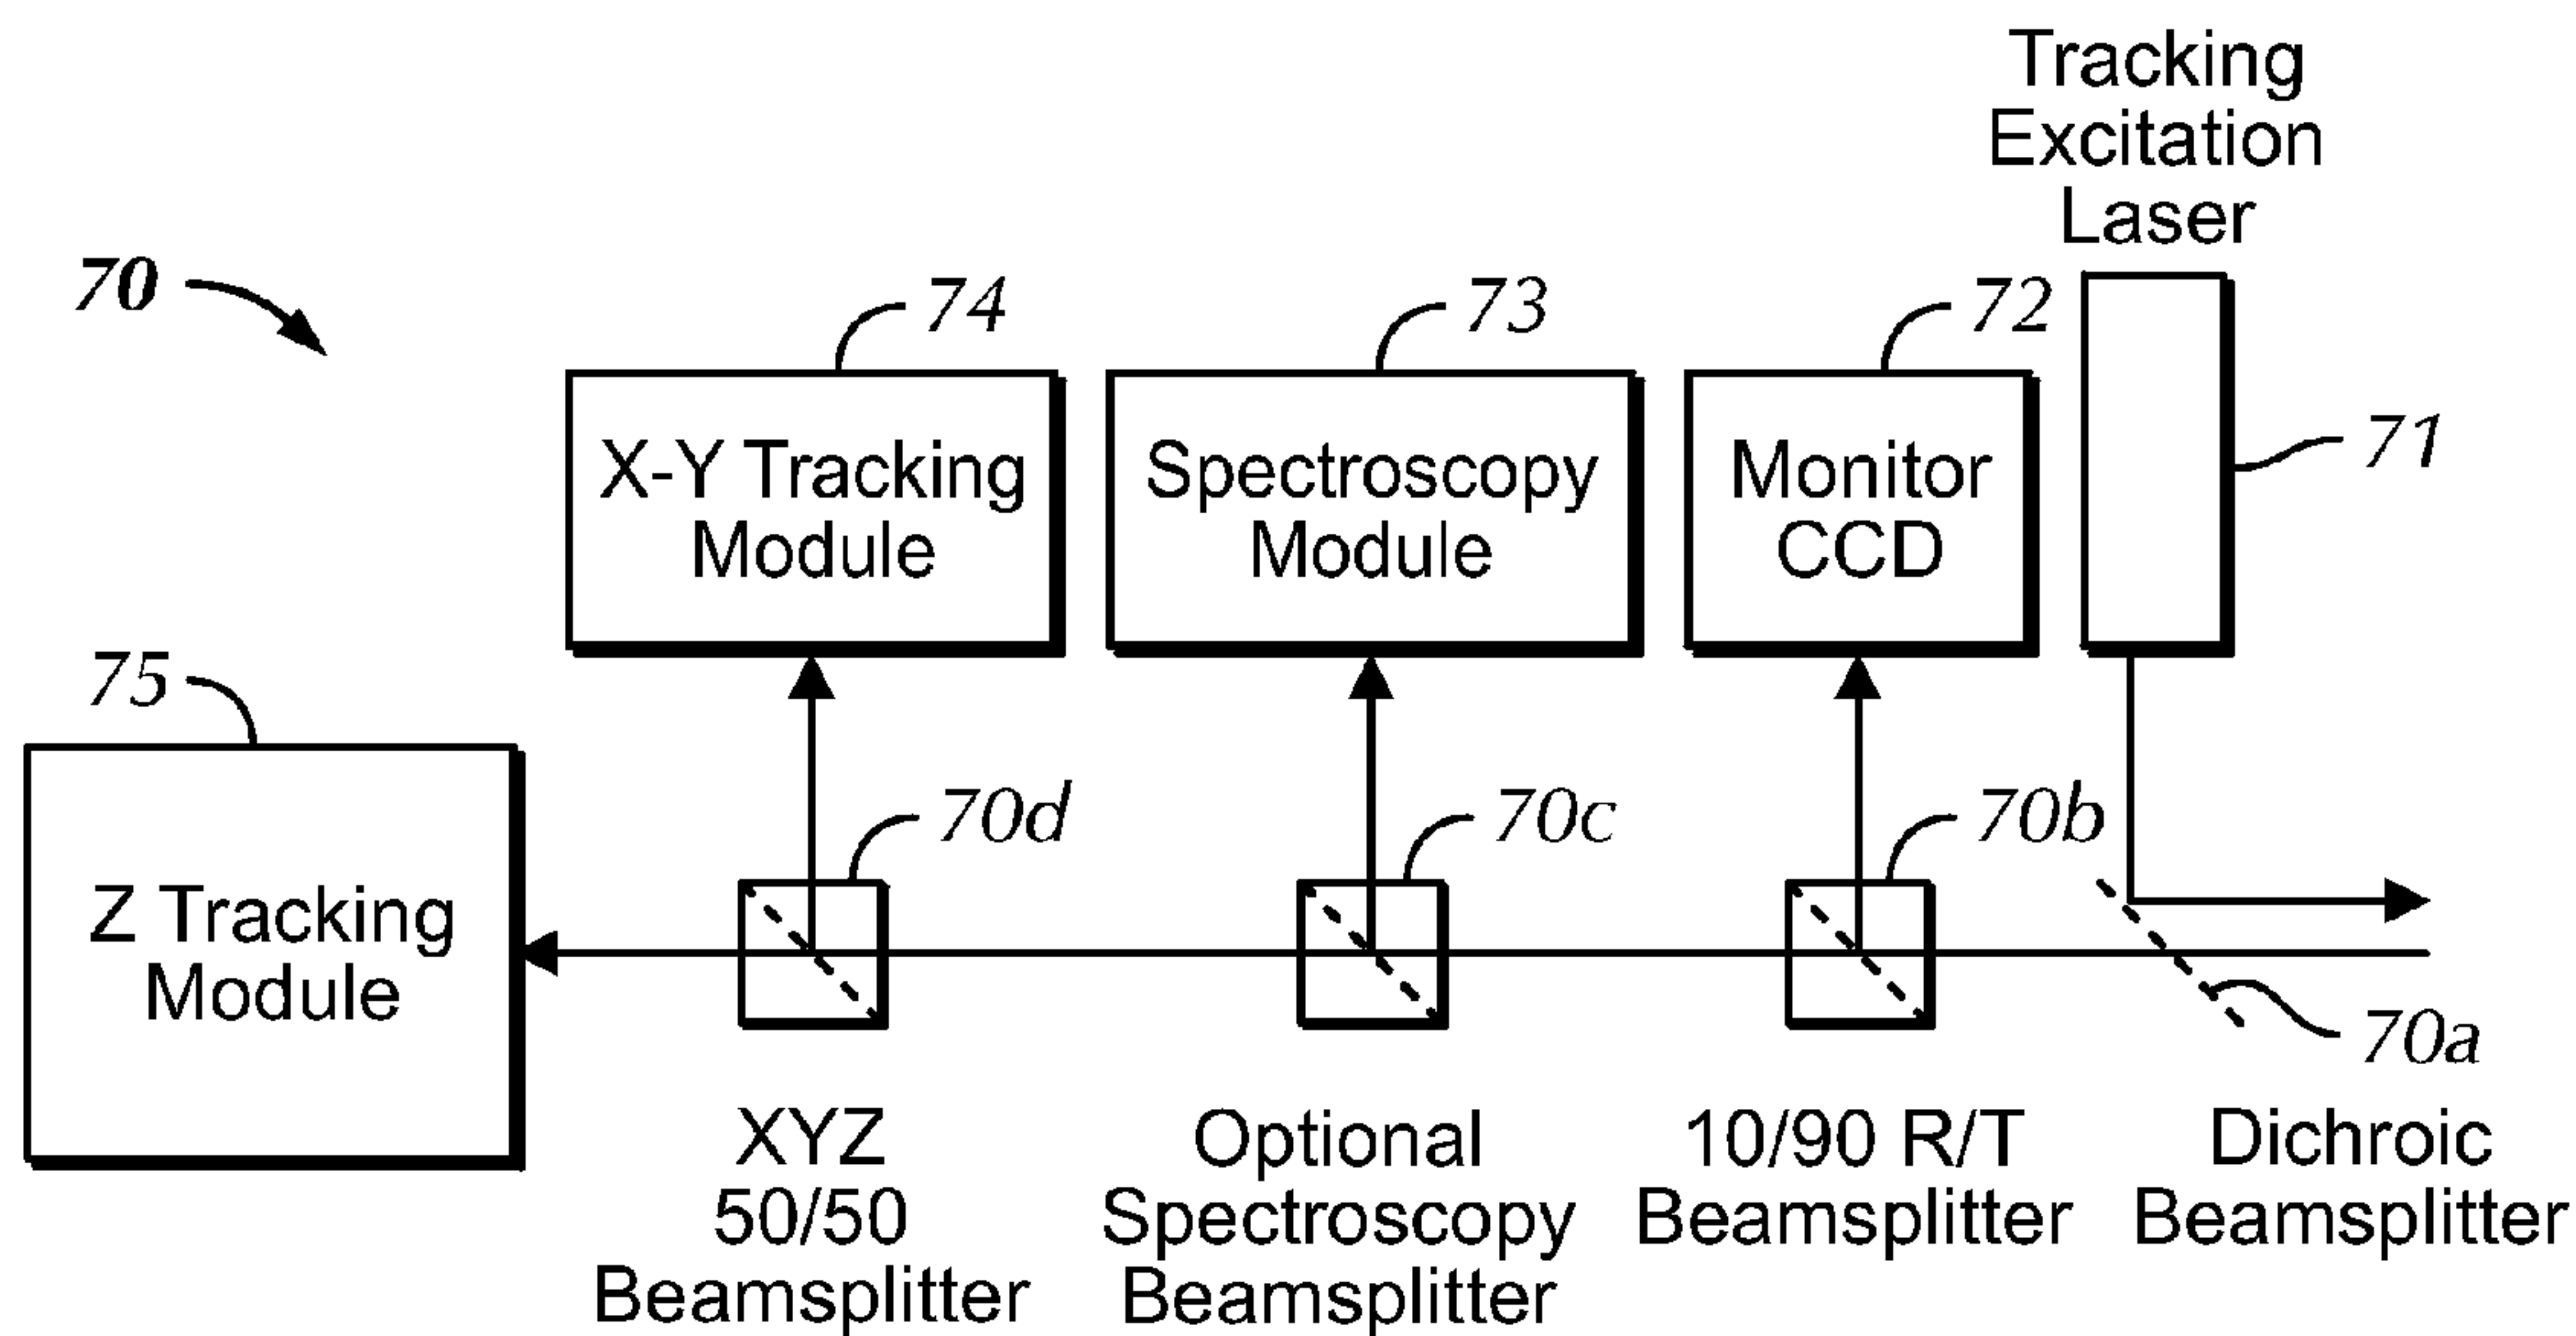 Tracking
Excitation
Laser
70
74
73
72
71
X-Y Tracking
Module
Spectroscopy
Module
Monitor
CCD
75
Z Tracking
Module
70d
70c
70b
70a
XYZ
50/50
Beamsplitter
Optional
Spectroscopy
Beamsplitter
10/90 R/T
Beamsplitter
Dichroic
Beamsplitter